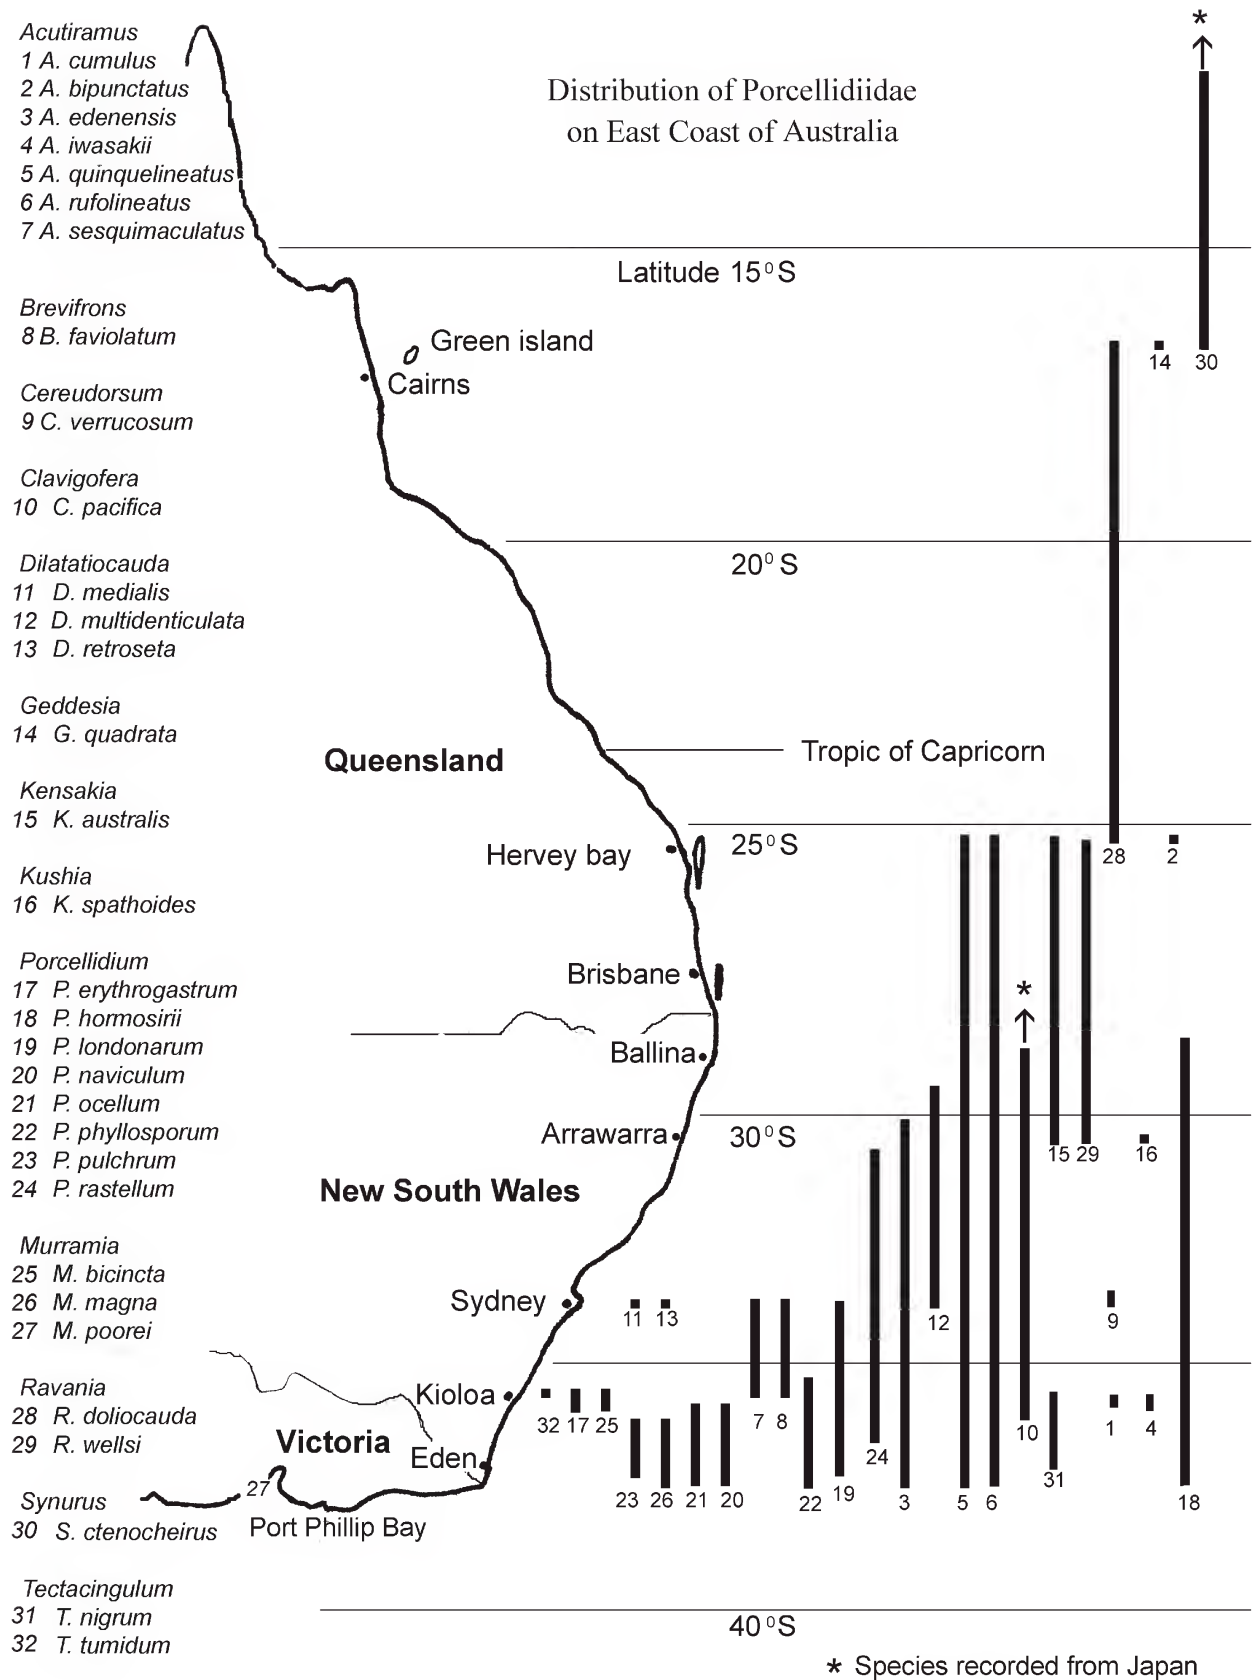 Distribution of Porcellidiidae
on East Coast of Australia
Acutiramus
1 A. cumulus
2 A. bipunctatus
3 A. edenensis
4 A. iwasakii
5 A. quinquelineatus
6 A. rufolineatus
7 A. sesquimaculatus
Brevifrons
8 B. faviolatum
Cereudorsum
9 C. verrucosum
Clavigofera
10 C. pacifica
Dilatatiocauda
11 D. medialis
12 D. multidenticulata
13 D. retroseta
Geddesia
14 G. quadrata
Kensakia
15 K. australis
Kushia
16 K. spathoides
Porcellidium
17 P. erythrogastrum
18 P. hormosirii
19 P. londonarum
20 P. naviculum
21 P. ocellum
22 P. phyllosporum
23 P. pulchrum
24 P. rastellum
Murramia
25 M. bicincta
26 M. magna
27 M. poorei
Ravania
28 R. doliocauda
29 R. wellsi
Synurus
30 S. ctenocheirus
Tectacingulum
31 T. nigrum
32 T. tumidum
*
Latitude 15⁰S
Green island
Cairns
14 30
20⁰S
Queensland
Tropic of Capricorn
25⁰S
Hervey bay
28 2
Brisbane
*
Ballina
30⁰S
Arrawarra
15 29 16
New South Wales
Sydney
11 13 12 9
Kioloa
32 17 25 7 8 10 1 4
Victoria
Eden
24
31
27
23 26 21 20 22 19 3 5 6 18
Port Phillip Bay
40⁰S
* Species recorded from Japan